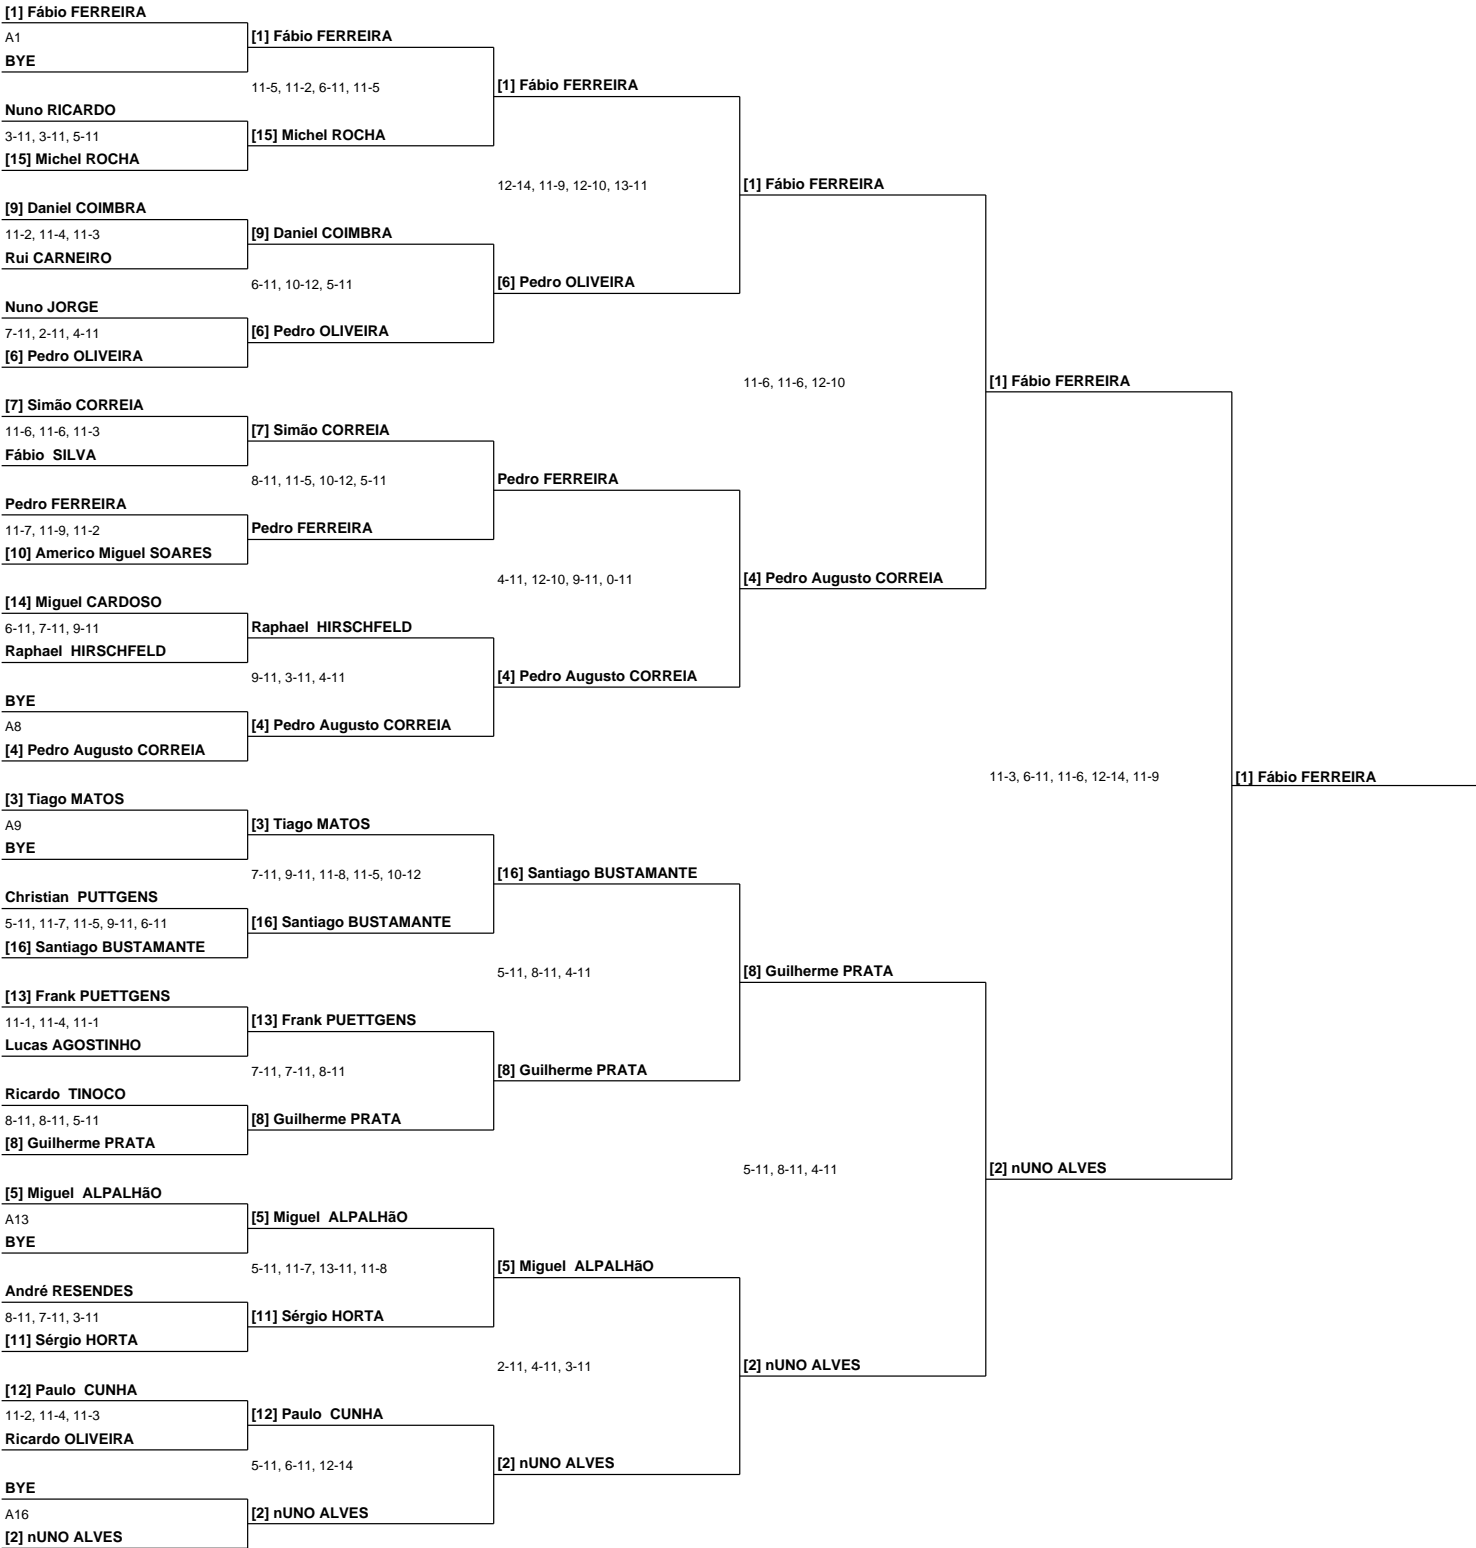 [1] Fábio FERREIRA
A1
BYE
[1] Fábio FERREIRA
11-5, 11-2, 6-11, 11-5
[1] Fábio FERREIRA
Nuno RICARDO
3-11, 3-11, 5-11
[15] Michel ROCHA
[15] Michel ROCHA
12-14, 11-9, 12-10, 13-11
[1] Fábio FERREIRA
[9] Daniel COIMBRA
11-2, 11-4, 11-3
Rui CARNEIRO
[9] Daniel COIMBRA
6-11, 10-12, 5-11
[6] Pedro OLIVEIRA
Nuno JORGE
7-11, 2-11, 4-11
[6] Pedro OLIVEIRA
[6] Pedro OLIVEIRA
11-6, 11-6, 12-10
[1] Fábio FERREIRA
[7] Simão CORREIA
11-6, 11-6, 11-3
Fábio  SILVA
[7] Simão CORREIA
8-11, 11-5, 10-12, 5-11
Pedro FERREIRA
Pedro FERREIRA
11-7, 11-9, 11-2
[10] Americo Miguel SOARES
Pedro FERREIRA
4-11, 12-10, 9-11, 0-11
[4] Pedro Augusto CORREIA
[14] Miguel CARDOSO
6-11, 7-11, 9-11
Raphael  HIRSCHFELD
Raphael  HIRSCHFELD
9-11, 3-11, 4-11
[4] Pedro Augusto CORREIA
BYE
A8
[4] Pedro Augusto CORREIA
[4] Pedro Augusto CORREIA
11-3, 6-11, 11-6, 12-14, 11-9
[1] Fábio FERREIRA
[3] Tiago MATOS
A9
BYE
[3] Tiago MATOS
7-11, 9-11, 11-8, 11-5, 10-12
[16] Santiago BUSTAMANTE
Christian  PUTTGENS
5-11, 11-7, 11-5, 9-11, 6-11
[16] Santiago BUSTAMANTE
[16] Santiago BUSTAMANTE
5-11, 8-11, 4-11
[8] Guilherme PRATA
[13] Frank PUETTGENS
11-1, 11-4, 11-1
Lucas AGOSTINHO
[13] Frank PUETTGENS
7-11, 7-11, 8-11
[8] Guilherme PRATA
Ricardo  TINOCO
8-11, 8-11, 5-11
[8] Guilherme PRATA
[8] Guilherme PRATA
5-11, 8-11, 4-11
[2] nUNO ALVES
[5] Miguel  ALPALHãO
A13
BYE
[5] Miguel  ALPALHãO
5-11, 11-7, 13-11, 11-8
[5] Miguel  ALPALHãO
André RESENDES
8-11, 7-11, 3-11
[11] Sérgio HORTA
[11] Sérgio HORTA
2-11, 4-11, 3-11
[2] nUNO ALVES
[12] Paulo  CUNHA
11-2, 11-4, 11-3
Ricardo OLIVEIRA
[12] Paulo  CUNHA
5-11, 6-11, 12-14
[2] nUNO ALVES
BYE
A16
[2] nUNO ALVES
[2] nUNO ALVES